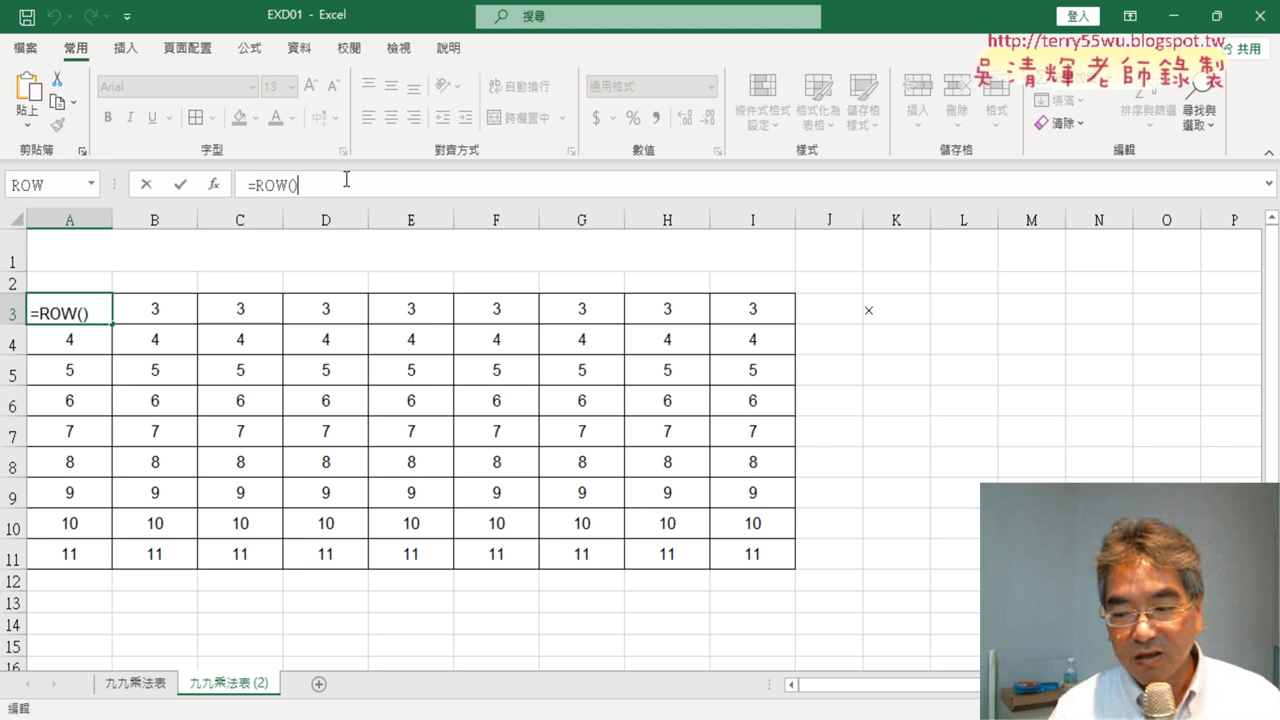 EXD01 - Excel
搜尋
登入
檔案 常用 插入 頁面配置 公式 資料 校閱 檢視 說明
共用
http://terry55wu.blogspot.tw
吳清輝老師錄製
貼上
Arial 13
B I U
自動換行
跨欄置中
通用格式
條件式格式設定
格式化為表格
儲存格樣式
插入 刪除 格式
填滿
清除
排序與篩選
尋找與選取
剪貼簿 字型 對齊方式 數值 樣式 儲存格 編輯
ROW =ROW()
A B C D E F G H I J K L M N O P
1
2
3 =ROW() 3 3 3 3 3 3 3 3 ×
4 4 4 4 4 4 4 4 4 4
5 5 5 5 5 5 5 5 5 5
6 6 6 6 6 6 6 6 6 6
7 7 7 7 7 7 7 7 7 7
8 8 8 8 8 8 8 8 8 8
9 9 9 9 9 9 9 9 9 9
10 10 10 10 10 10 10 10 10 10
11 11 11 11 11 11 11 11 11 11
12
13
14
15
16
九九乘法表 九九乘法表 (2)
編輯